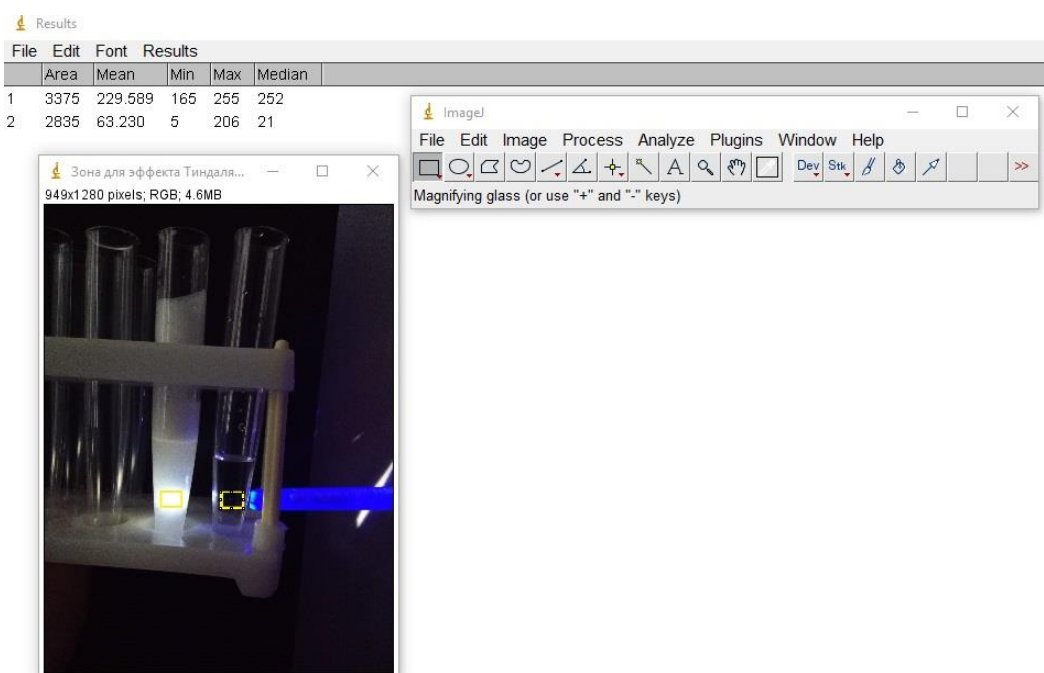 Results
File Edit Font Results
Area Mean Min Max Median
1 3375 229.589 165 255 252
2 2835 63.230 5 206 21
ImageJ
File Edit Image Process Analyze Plugins Window Help
A Dev Stk >>
Magnifying glass (or use "+" and "-" keys)
Зона для эффекта Тиндаля...
949x1280 pixels; RGB; 4.6MB